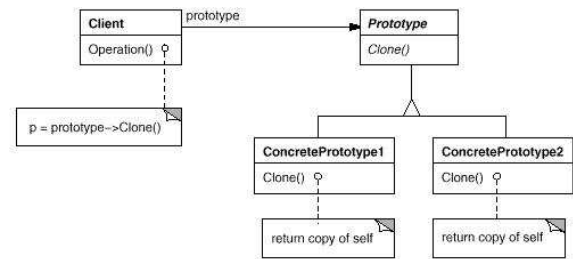 Client
prototype
Prototype
Operation()
Clone()
p = prototype->Clone()
ConcretePrototype1
ConcretePrototype2
Clone()
Clone()
return copy of self
return copy of self